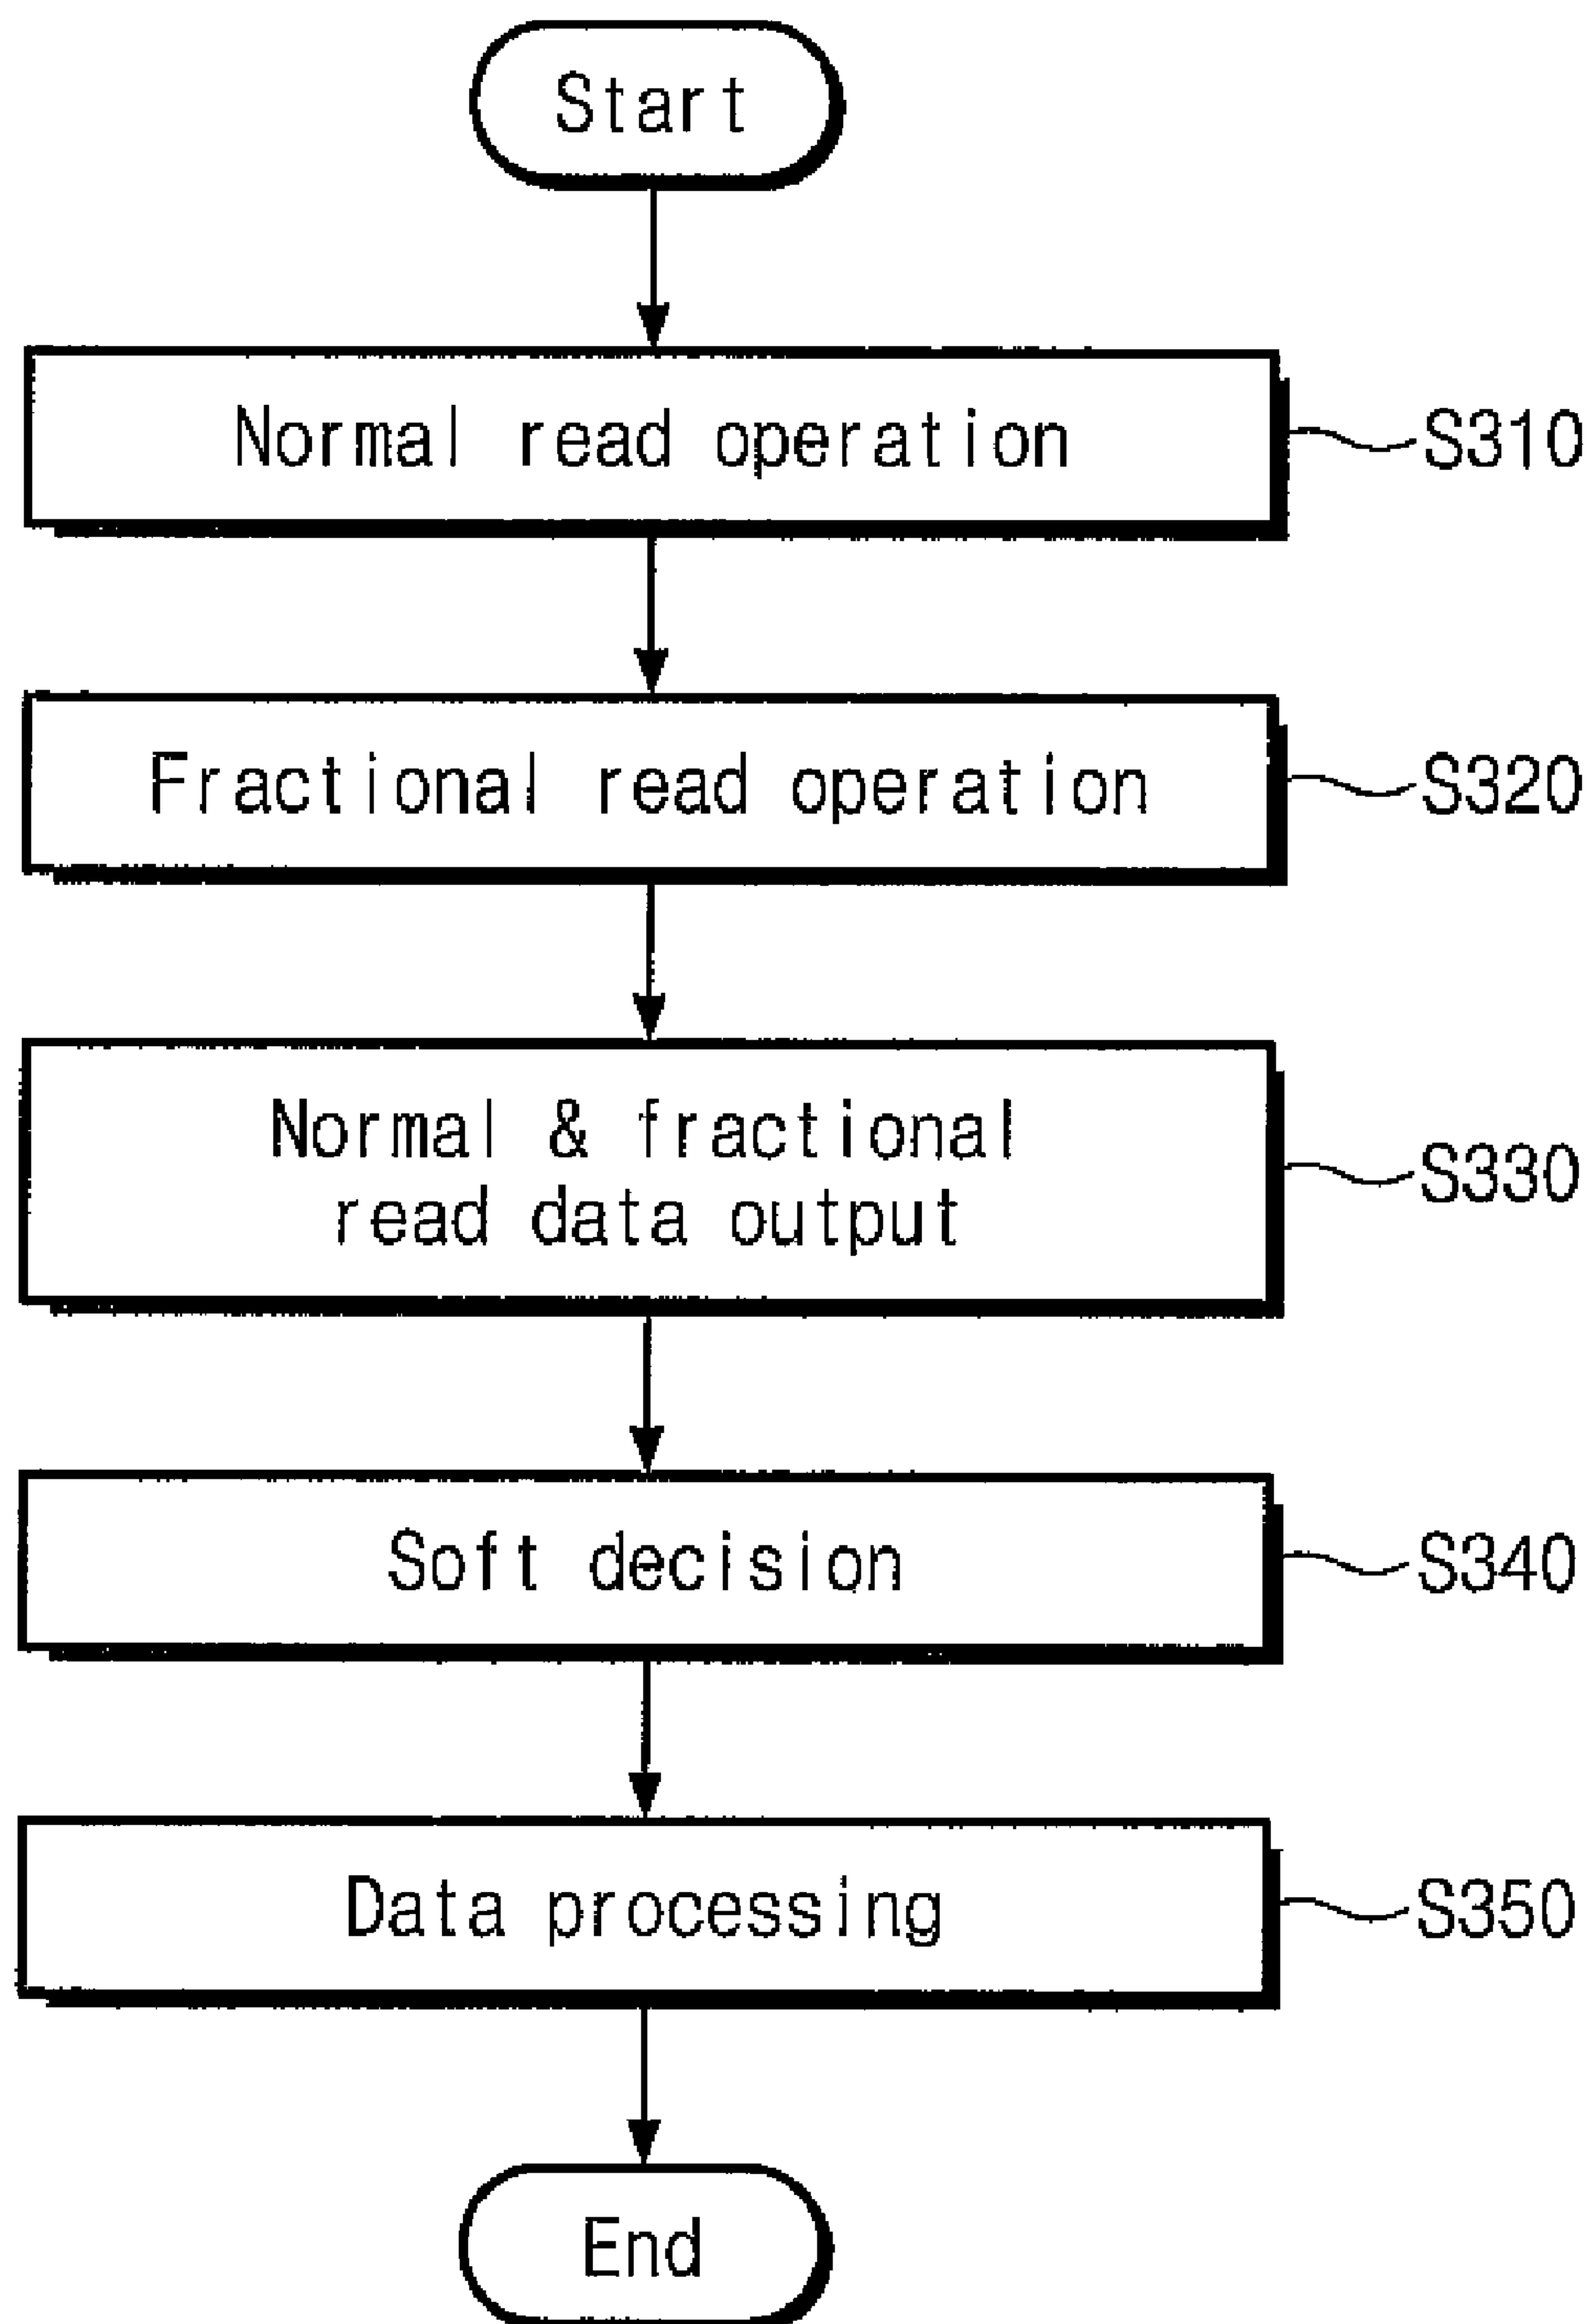 Start
Normal read operation
S310
Fractional read operation
S320
Normal & fractional
read data output
S330
Soft decision
S340
Data processing
S350
End